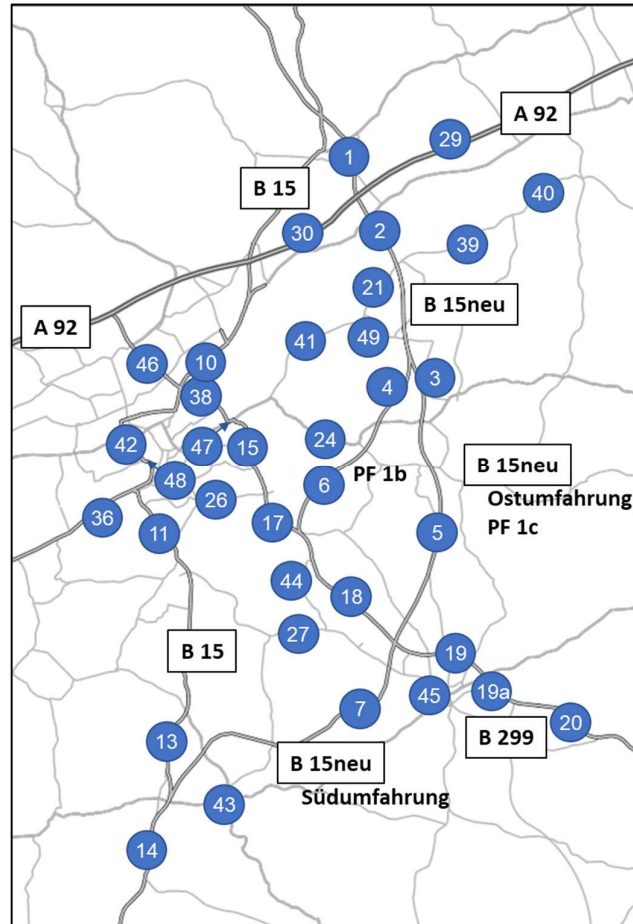 A 92
29
1
B 15
40
30
2
39
21
B 15neu
A 92
41
49
46
10
4
3
38
42
47
15
24
B 15neu
PF 1b
48
6
Ostumfahrung
26
36
17
PF 1c
11
5
44
18
27
B 15
19
45
19a
7
20
13
B 299
B 15neu
Südumfahrung
43
14